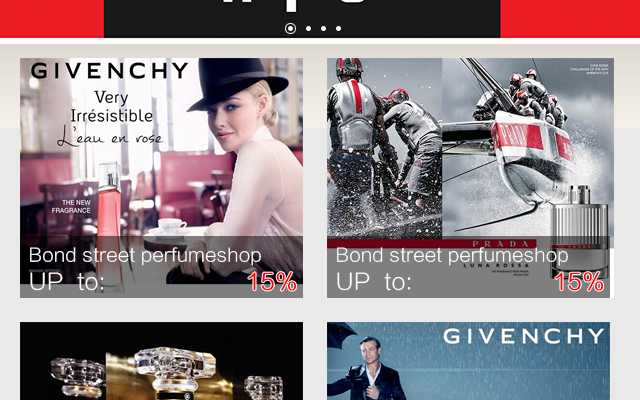 GIVENCHY
Very
Irrésistible
L'eau en rose
THE NEW
FRAGRANCE
Bond street perfumeshop
UP to:
15%
LUNA ROSSA
CHALLENGER OF THE 34TH
AMERICA'S CUP
PRADA
PRADA
LUNA ROSSA
Bond street perfumeshop
UP to:
15%
GIVENCHY